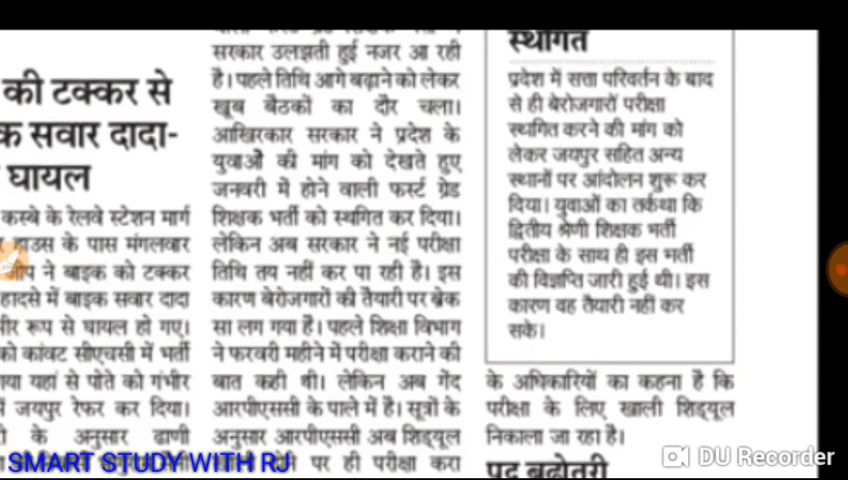 की टक्कर से
सवार दादा-
घायल
कस्बे के रेलवे स्टेशन मार्ग
हाउस के पास मंगलवार
जीप ने बाइक को टक्कर
हादसे में बाइक सवार दादा
रूप से घायल हो गए।
को कांवट सीएचसी में भर्ती
गया यहां से पोते को गंभीर
में जयपुर रेफर कर दिया।
के अनुसार ढाणी
सरकार उलझती हुई नजर आ रही
है। पहले तिथि आगे बढ़ाने को लेकर
खूब बैठकों का दौर चला।
आखिरकार सरकार ने प्रदेश के
युवाओं की मांग को देखते हुए
जनवरी में होने वाली फर्स्ट ग्रेड
शिक्षक भर्ती को स्थगित कर दिया।
लेकिन अब सरकार ने नई परीक्षा
तिथि तय नहीं कर पा रही है। इस
कारण बेरोजगारों की तैयारी पर ब्रेक
सा लग गया है। पहले शिक्षा विभाग
ने फरवरी महीने में परीक्षा कराने की
बात कही थी। लेकिन अब गेंद
आरपीएससी के पाले में है। सूत्रों के
अनुसार आरपीएससी अब शिड्यूल
पर ही परीक्षा करा
स्थगित
प्रदेश में सत्ता परिवर्तन के बाद
से ही बेरोजगारों परीक्षा
स्थगित करने की मांग को
लेकर जयपुर सहित अन्य
स्थानों पर आंदोलन शुरू कर
दिया। युवाओं का तर्कथा कि
द्वितीय श्रेणी शिक्षक भर्ती
परीक्षा के साथ ही इस भर्ती
की विज्ञप्ति जारी हुई थी। इस
कारण वह तैयारी नहीं कर
सके।
के अधिकारियों का कहना है कि
परीक्षा के लिए खाली शिड्यूल
निकाला जा रहा है।
पद बढ़ोतरी
SMART STUDY WITH RJ
DU Recorder